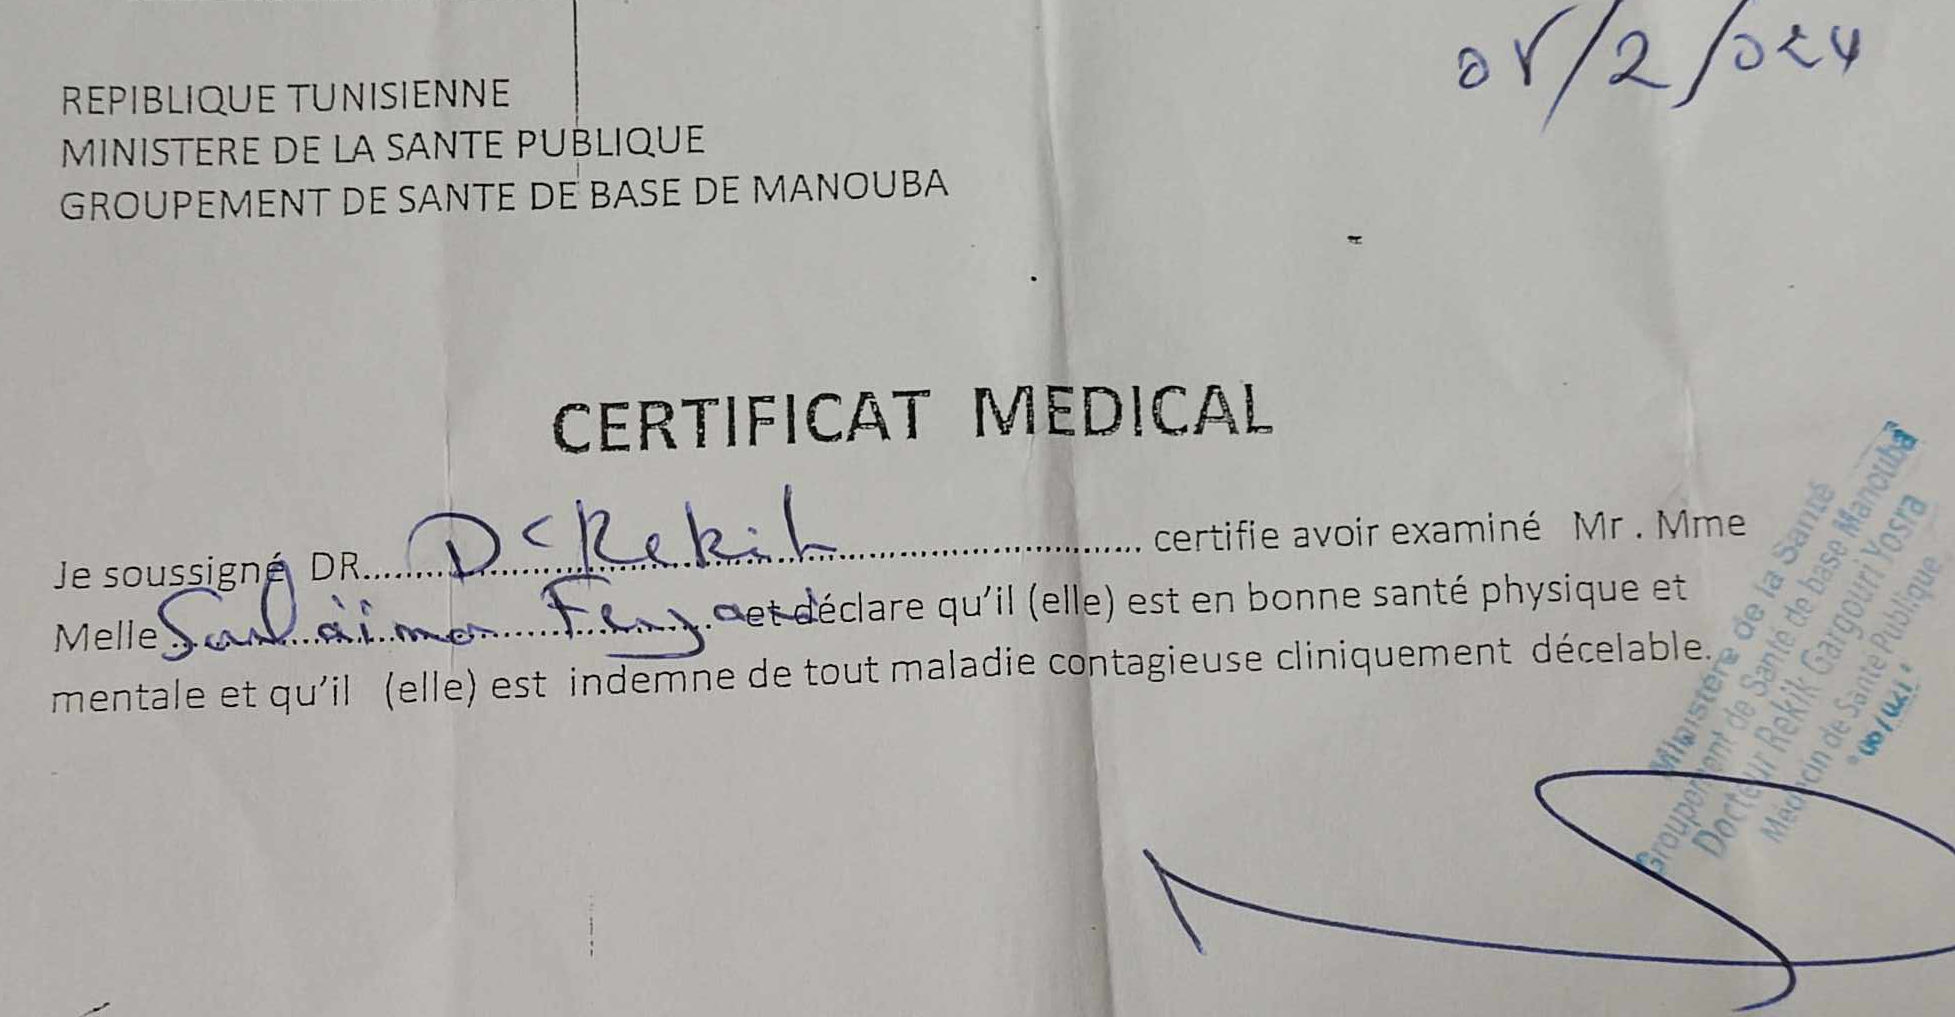 REPIBLIQUE TUNISIENNE
MINISTERE DE LA SANTE PUBLIQUE
GROUPEMENT DE SANTE DE BASE DE MANOUBA
CERTIFICAT MEDICAL
Je soussigné DR.... Dr Rekik .... certifie avoir examiné Mr . Mme
Melle et déclare qu'il (elle) est en bonne santé physique et
mentale et qu'il (elle) est indemne de tout maladie contagieuse cliniquement décelable.
Ministère de la Santé
Groupement de Santé de base Manouba
Docteur Rekik Gargouri Yosra
Médecin de Santé Publique